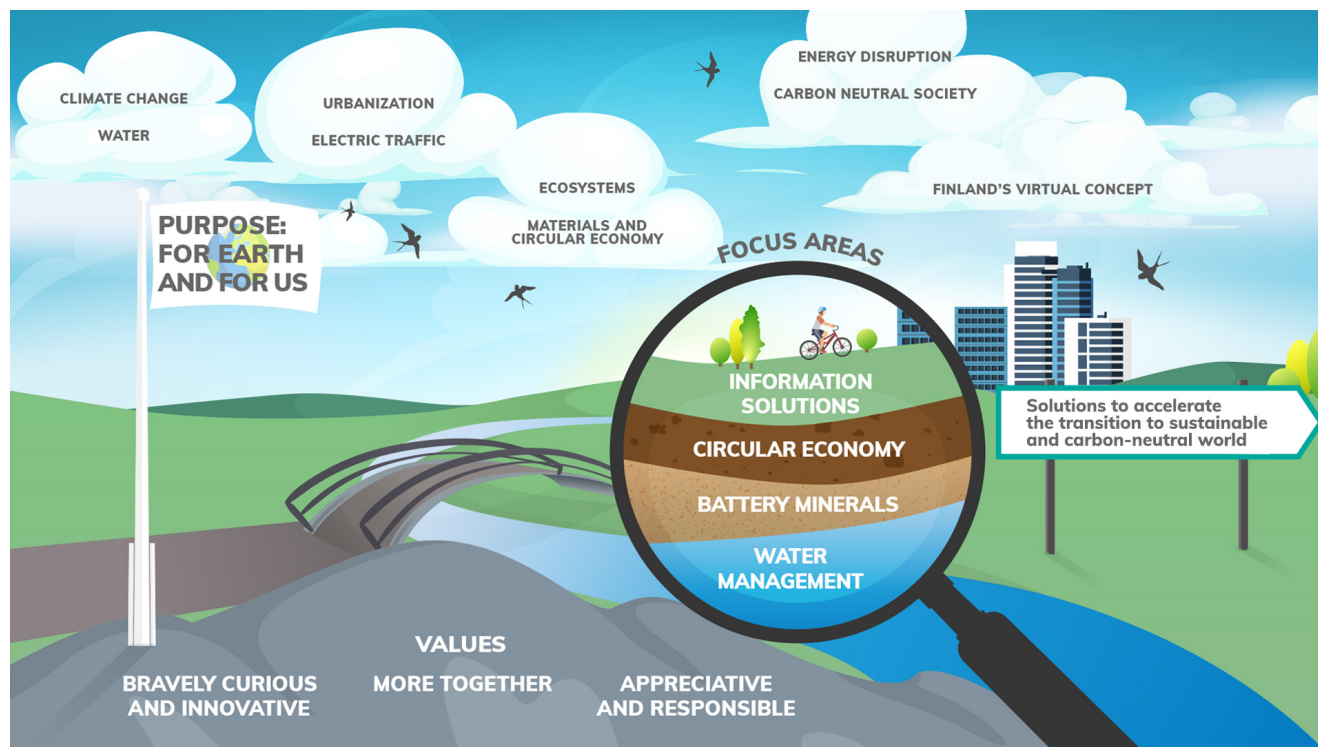 ENERGY DISRUPTION
CARBON NEUTRAL SOCIETY
CLIMATE CHANGE
WATER
URBANIZATION
ELECTRIC TRAFFIC
ECOSYSTEMS
MATERIALS AND
CIRCULAR ECONOMY
FINLAND'S VIRTUAL CONCEPT
PURPOSE:
FOR EARTH
AND FOR US
FOCUS AREAS
INFORMATION
SOLUTIONS
CIRCULAR ECONOMY
BATTERY MINERALS
WATER
MANAGEMENT
Solutions to accelerate
the transition to sustainable
and carbon-neutral world
VALUES
BRAVELY CURIOUS
AND INNOVATIVE
MORE TOGETHER
APPRECIATIVE
AND RESPONSIBLE